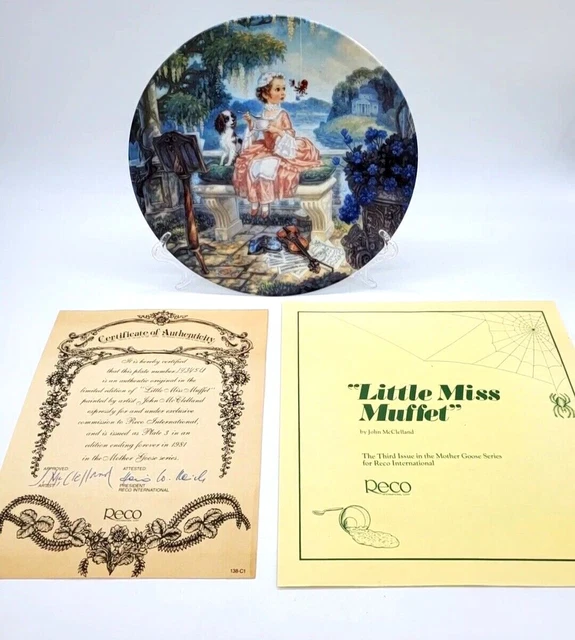 Certificate of Authenticity
It is hereby certified
that this plate number
is an authentic original in the
limited edition of "Little Miss Muffet"
painted by artist John McClelland
expressly for and under exclusive
commission to Reco International,
and is issued as Plate 3 in an
edition ending forever in 1981
in the Mother Goose series.
APPROVED: ATTESTED:
J. McClelland
ARTIST PRESIDENT
RECO INTERNATIONAL
Reco
138-C1
"Little Miss
Muffet"
by John McClelland
The Third Issue in the Mother Goose Series
for Reco International
Reco